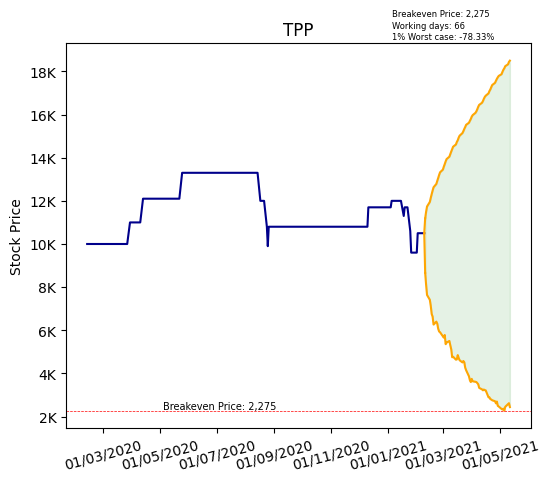 Breakeven Price: 2,275
Working days: 66
1% Worst case: -78.33%
TPP
Stock Price
18K
16K
14K
12K
10K
8K
6K
4K
2K
Breakeven Price: 2,275
01/03/2020
01/05/2020
01/07/2020
01/09/2020
01/11/2020
01/01/2021
01/03/2021
01/05/2021